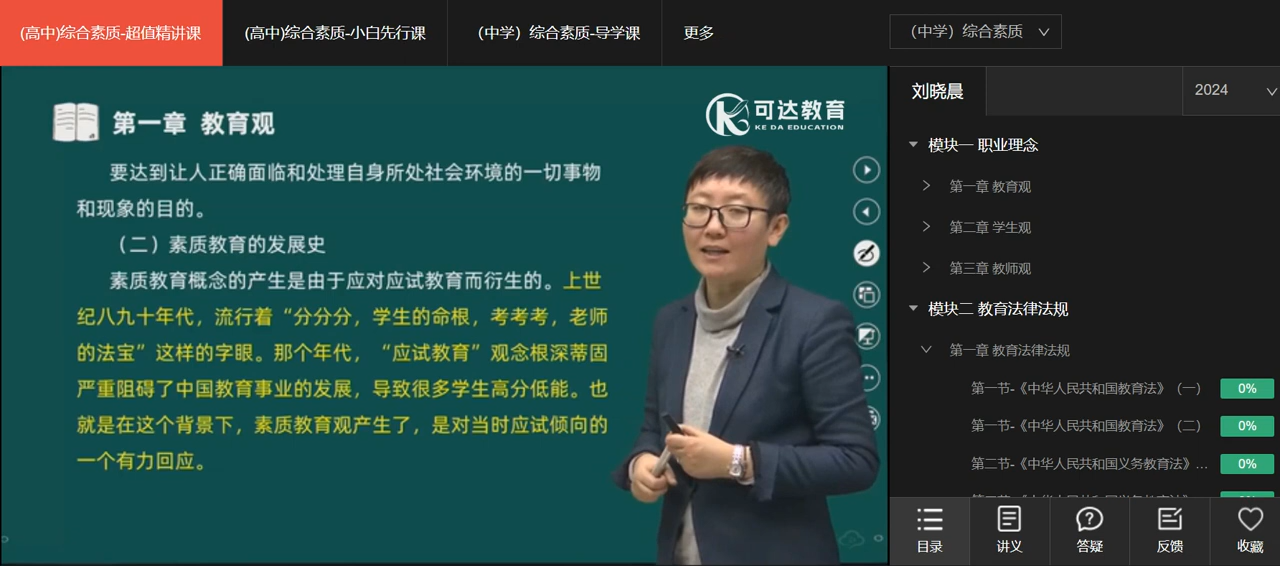 (高中)综合素质-超值精讲课
(高中)综合素质-小白先行课
（中学）综合素质-导学课
更多
（中学）综合素质
第一章 教育观
可达教育
KE DA EDUCATION
要达到让人正确面临和处理自身所处社会环境的一切事物
和现象的目的。
（二）素质教育的发展史
素质教育概念的产生是由于应对应试教育而衍生的。上世
纪八九十年代，流行着“分分分，学生的命根，考考考，老师
的法宝”这样的字眼。那个年代，“应试教育”观念根深蒂固
严重阻碍了中国教育事业的发展，导致很多学生高分低能。也
就是在这个背景下，素质教育观产生了，是对当时应试倾向的
一个有力回应。
刘晓晨
2024
模块一 职业理念
第一章 教育观
第二章 学生观
第三章 教师观
模块二 教育法律法规
第一章 教育法律法规
第一节-《中华人民共和国教育法》（一） 0%
第一节-《中华人民共和国教育法》（二） 0%
第二节-《中华人民共和国义务教育法》... 0%
目录
讲义
答疑
反馈
收藏